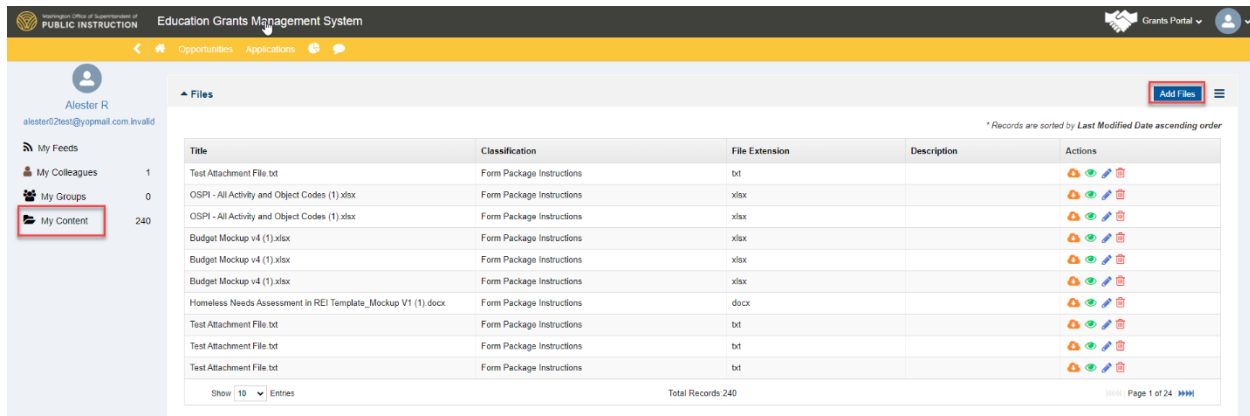 Washington Office of Superintendent of
PUBLIC INSTRUCTION
Education Grants Management System
Grants Portal
Opportunities Applications
Alester R
alester02test@yopmail.com.invalid
My Feeds
My Colleagues 1
My Groups 0
My Content 240
Files
Add Files
* Records are sorted by Last Modified Date ascending order
Title Classification File Extension Description Actions
Test Attachment File.txt Form Package Instructions txt
OSPI - All Activity and Object Codes (1).xlsx Form Package Instructions xlsx
OSPI - All Activity and Object Codes (1).xlsx Form Package Instructions xlsx
Budget Mockup v4 (1).xlsx Form Package Instructions xlsx
Budget Mockup v4 (1).xlsx Form Package Instructions xlsx
Budget Mockup v4 (1).xlsx Form Package Instructions xlsx
Homeless Needs Assessment in REI Template_Mockup V1 (1).docx Form Package Instructions docx
Test Attachment File.txt Form Package Instructions txt
Test Attachment File.txt Form Package Instructions txt
Test Attachment File.txt Form Package Instructions txt
Show 10 Entries Total Records:240 Page 1 of 24